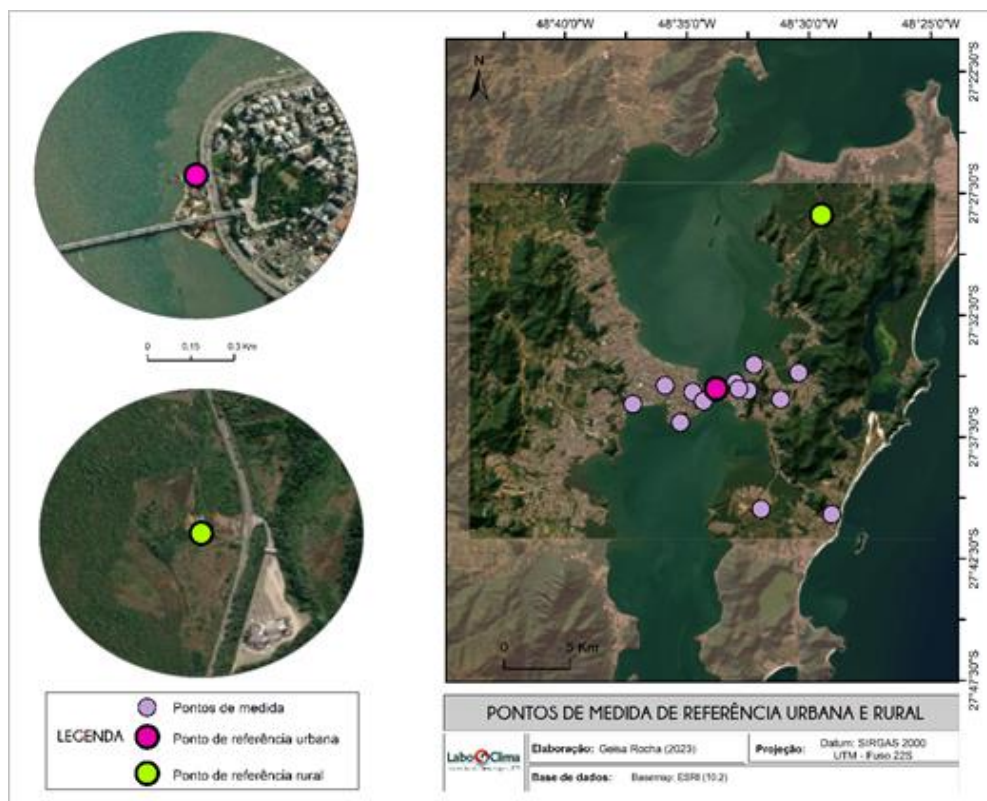 48°40'0"S 48°35'0"S 48°30'0"S 48°25'0"S
27°22'30"S
27°27'30"S
27°32'30"S
27°37'30"S
27°42'30"S
27°47'30"S
N
0 0,15 0,3 Km
0 5 Km
LEGENDA
Pontos de medida
Ponto de referência urbana
Ponto de referência rural
PONTOS DE MEDIDA DE REFERÊNCIA URBANA E RURAL
LaboClima
Elaboração: Geisa Rocha (2023)
Projeção: Datum: SIRGAS 2000
UTM - Fuso 22S
Base de dados: Basemap: ESRI (10.2)